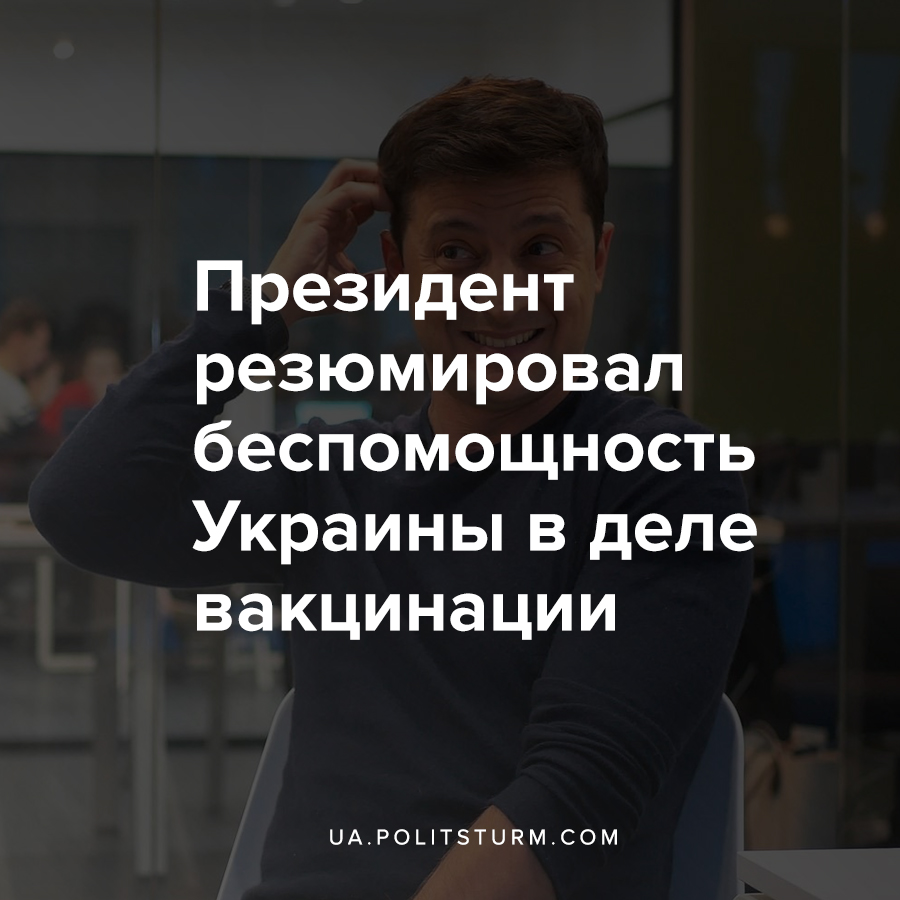 Президент
резюмировал
беспомощность
Украины в деле
вакцинации
UA.POLITSTURM.COM